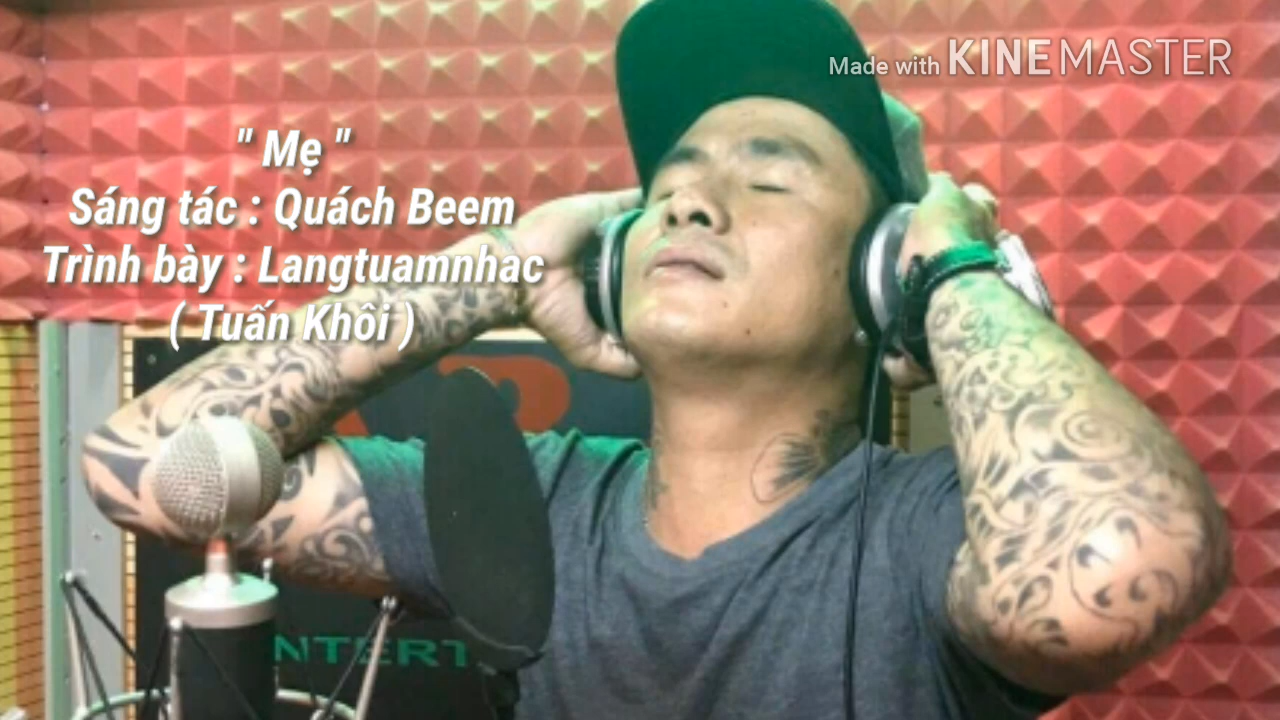 Made with KINEMASTER
" Mẹ "
Sáng tác : Quách Beem
Trình bày : Langtuamnhac
( Tuấn Khôi )
NTERT